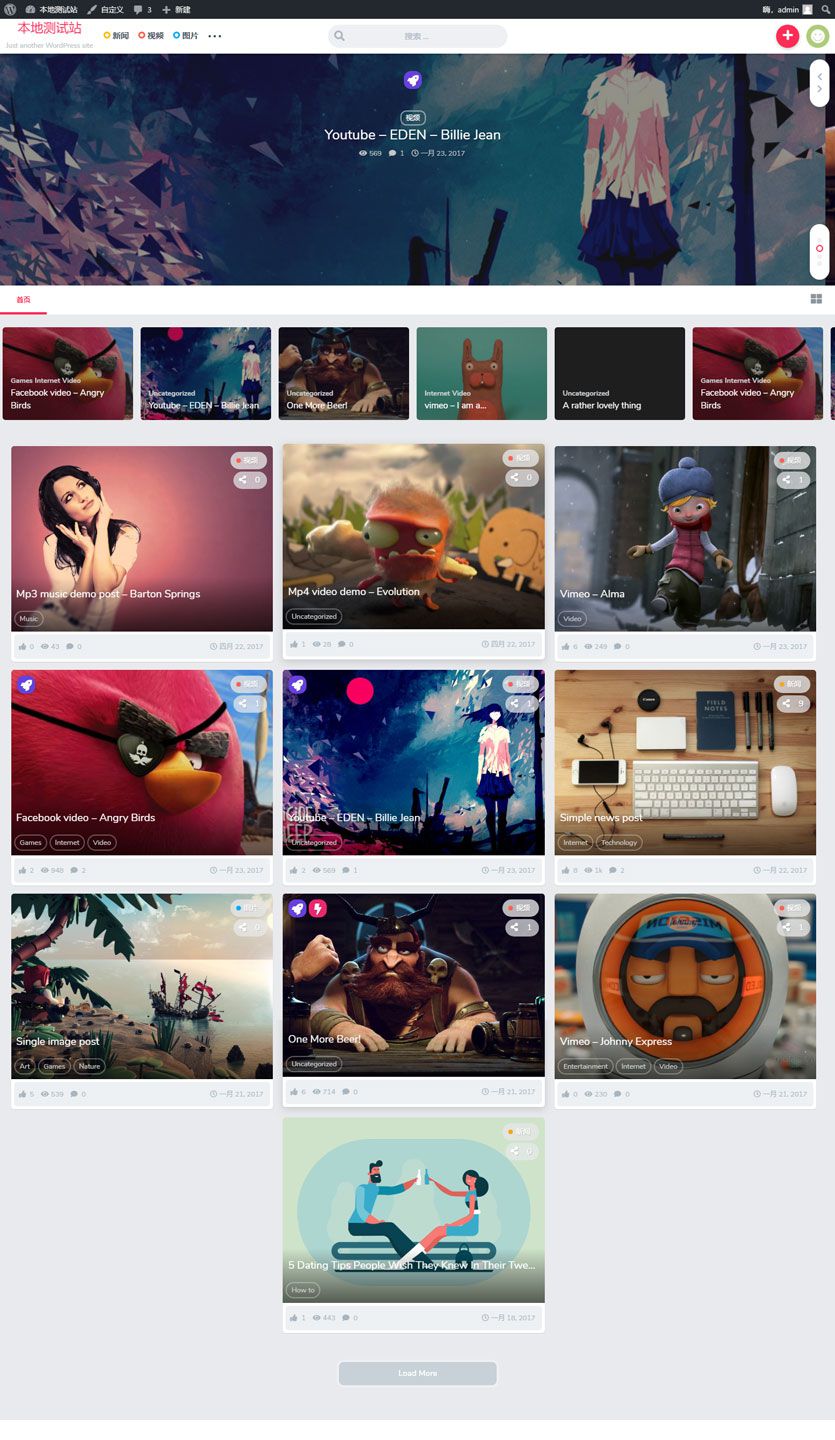 本地测试站 自定义 3 新建 嗨，admin
本地测试站
Just another WordPress site
新闻 视频 图片 ••• 搜索 ...
视频
Youtube – EDEN – Billie Jean
569 1 一月 23, 2017
首页
Games Internet Video
Facebook video – Angry Birds
Uncategorized
Youtube – EDEN – Billie Jean
Uncategorized
One More Beer!
Internet Video
vimeo – I am a...
Uncategorized
A rather lovely thing
Games Internet Video
Facebook video – Angry Birds
视频
0
Mp3 music demo post – Barton Springs
Music
0 43 0 四月 22, 2017
视频
0
Mp4 video demo – Evolution
Uncategorized
1 28 0 四月 22, 2017
视频
1
Vimeo – Alma
Video
6 249 0 一月 23, 2017
视频
1
Facebook video – Angry Birds
Games Internet Video
2 948 2 一月 23, 2017
视频
1
Youtube – EDEN – Billie Jean
Uncategorized
2 569 1 一月 23, 2017
新闻
9
Canon
FIELD NOTES
Simple news post
Internet Technology
8 1k 2 一月 22, 2017
图片
0
Single image post
Art Games Nature
5 539 0 一月 21, 2017
视频
1
One More Beer!
Uncategorized
6 714 0 一月 21, 2017
视频
1
Vimeo – Johnny Express
Entertainment Internet Video
0 230 0 一月 21, 2017
新闻
0
5 Dating Tips People Wish They Knew In Their Twe...
How to
1 443 0 一月 18, 2017
Load More